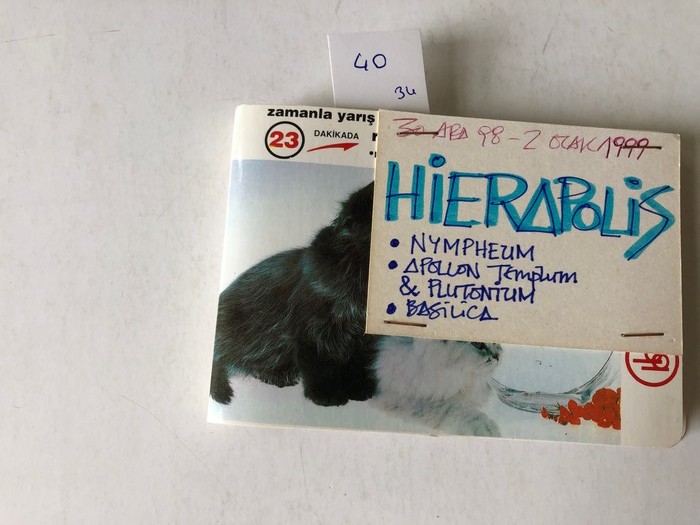 40
34
zamanla yarış
23
DAKİKADA
30 ARA 98 - 2 OCAK 1999
HIERAPOLIS
• NYMPHEUM
• APOLLON Templum
& PLUTONIUM
• BASILICA